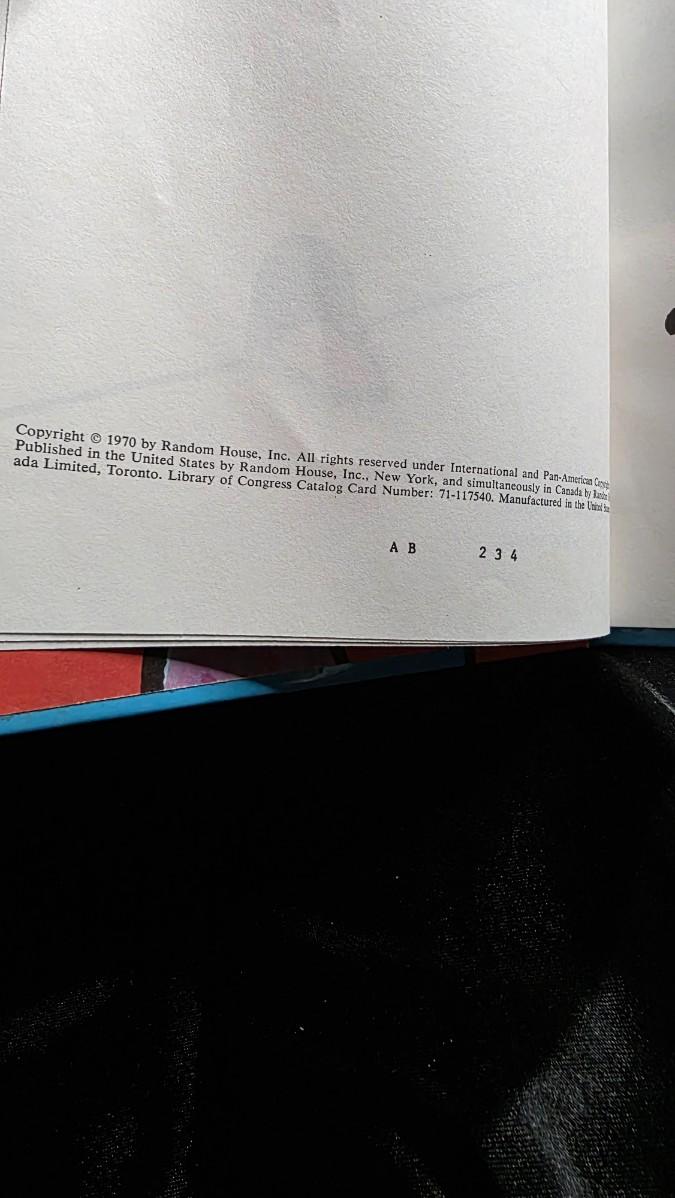 Copyright © 1970 by Random House, Inc. All rights reserved under International and Pan-American
Published in the United States by Random House, Inc., New York, and simultaneously in Canada by
ada Limited, Toronto. Library of Congress Catalog Card Number: 71-117540. Manufactured in the United
A B 2 3 4